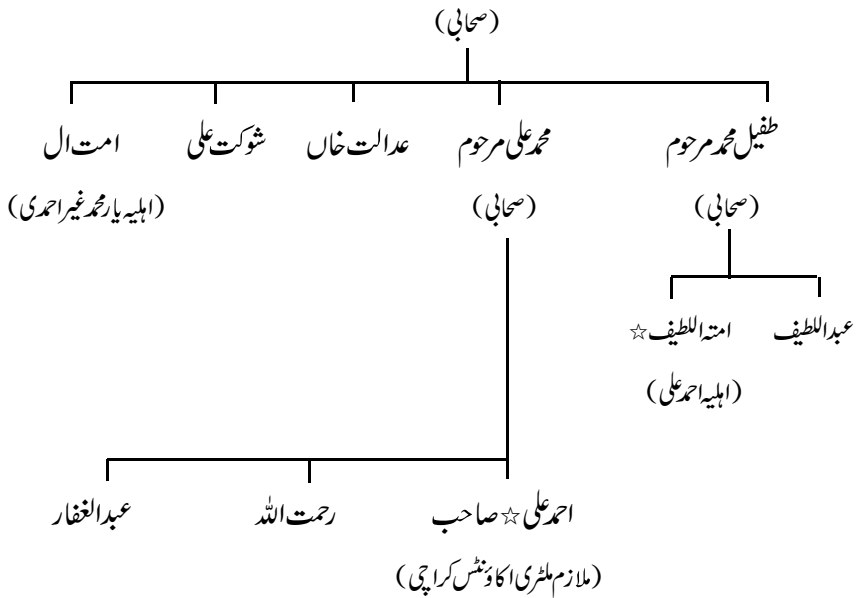 (صحابی)
طفیل محمد مرحوم محمد علی مرحوم عدالت خاں شوکت علی امت ال
(صحابی) (صحابی) (اہلیہ یار محمد غیر احمدی)
عبداللطیف امتہ اللطیف☆
(اہلیہ احمد علی)
احمد علی☆صاحب رحمت اللہ عبدالغفار
(ملازم ملٹری اکاؤنٹس کراچی)